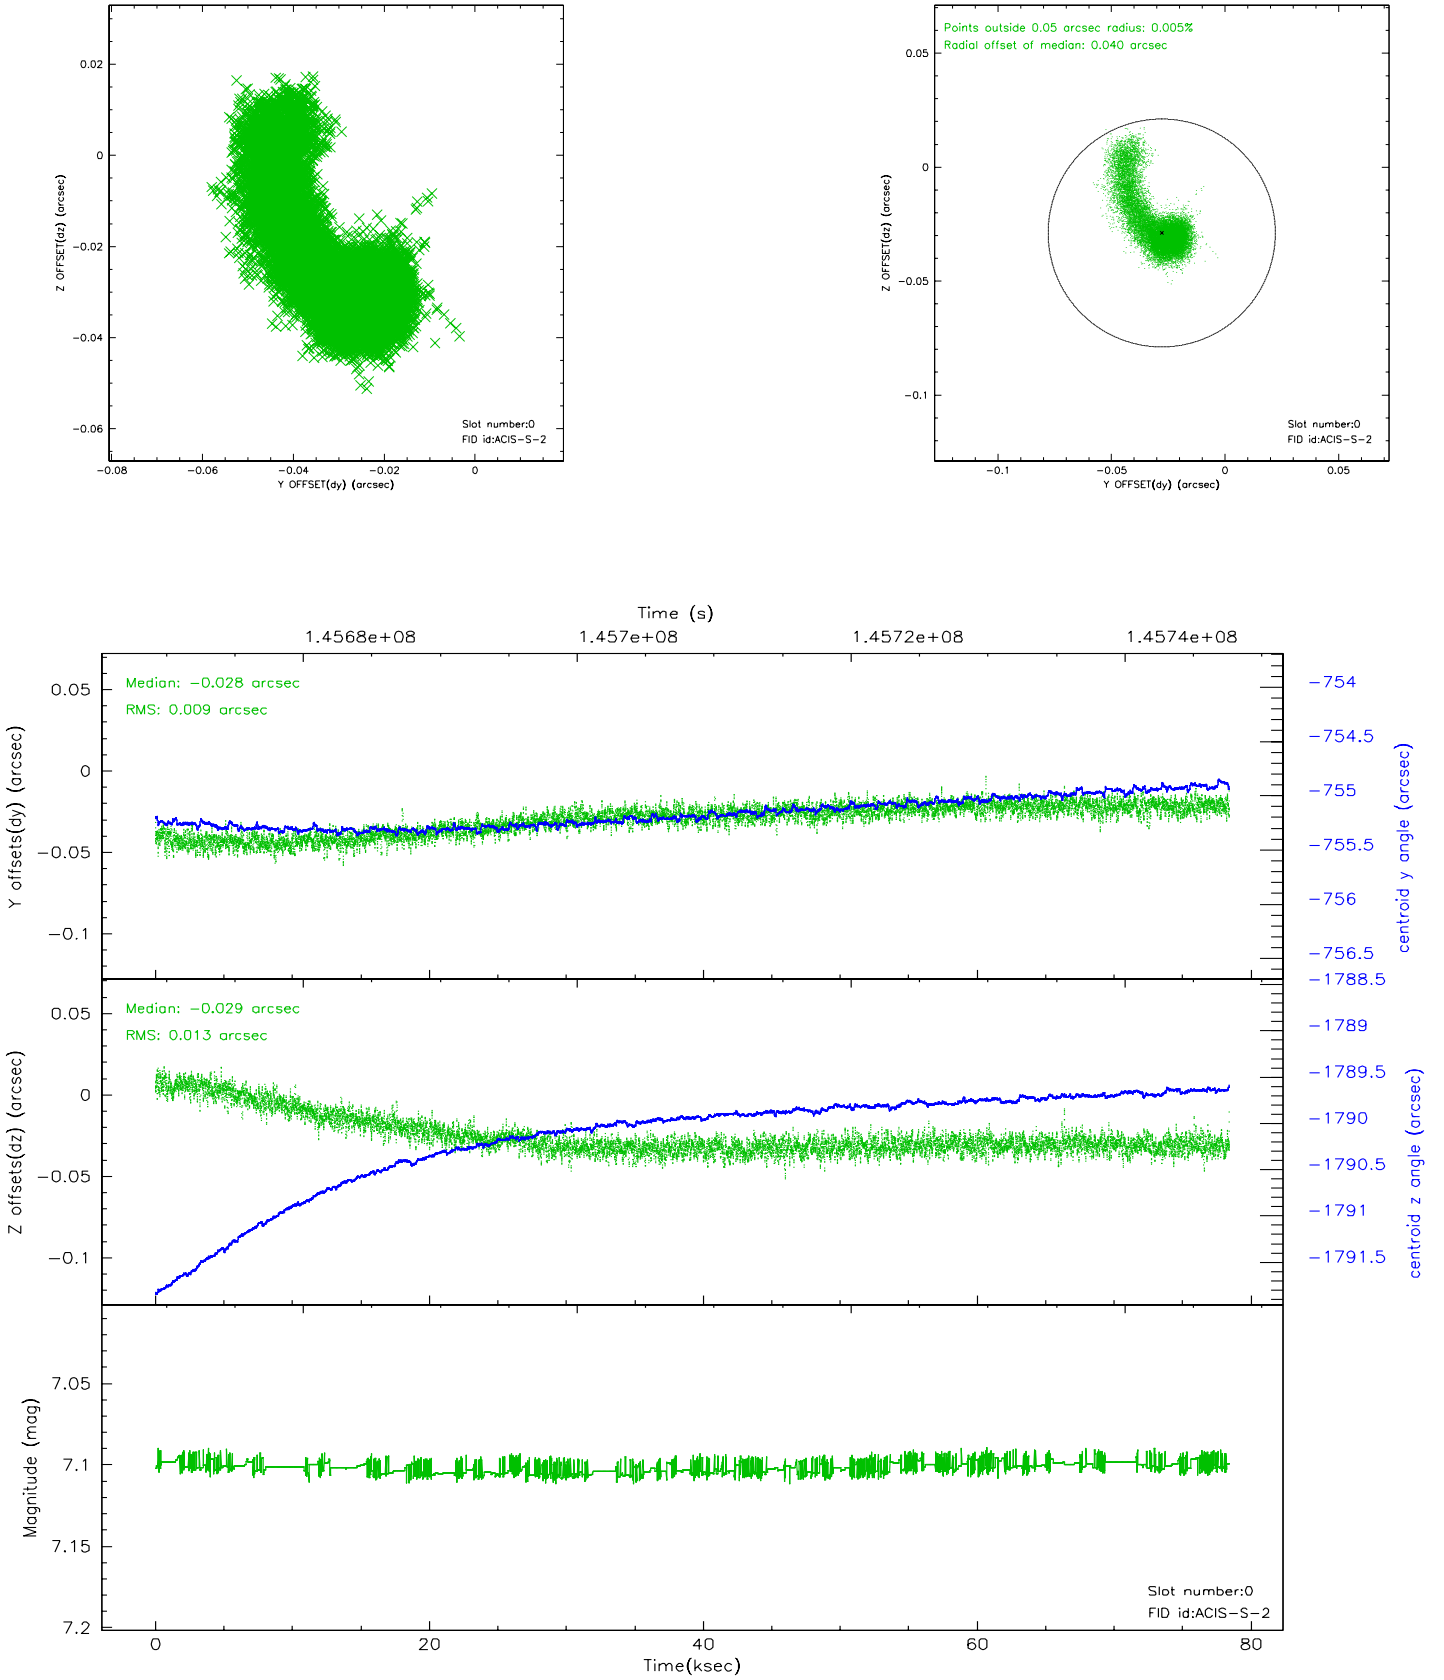 0.02
0
−0.02
−0.04
−0.06
Z OFFSET(dz) (arcsec)
Slot number:0
FID id:ACIS−S−2
−0.08
−0.06
−0.04
−0.02
0
Y OFFSET(dy) (arcsec)
Points outside 0.05 arcsec radius: 0.005%
Radial offset of median: 0.040 arcsec
0.05
0
−0.05
−0.1
Z OFFSET(dz) (arcsec)
Slot number:0
FID id:ACIS−S−2
−0.1
−0.05
0
0.05
Y OFFSET(dy) (arcsec)
Time (s)
1.4568e+08
1.457e+08
1.4572e+08
1.4574e+08
Median: −0.028 arcsec
RMS: 0.009 arcsec
0.05
0
−0.05
−0.1
Y offsets(dy) (arcsec)
−754
−754.5
−755
−755.5
−756
−756.5
centroid y angle (arcsec)
Median: −0.029 arcsec
RMS: 0.013 arcsec
0.05
0
−0.05
−0.1
Z offsets(dz) (arcsec)
−1788.5
−1789
−1789.5
−1790
−1790.5
−1791
−1791.5
centroid z angle (arcsec)
7.05
7.1
7.15
7.2
Magnitude (mag)
Slot number:0
FID id:ACIS−S−2
0
20
40
60
80
Time(ksec)